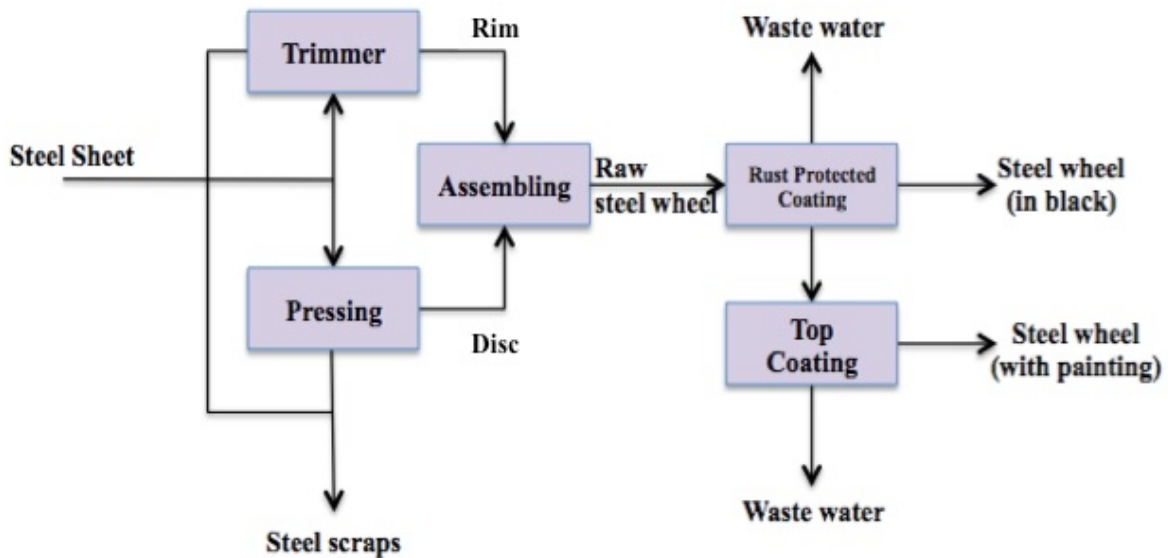 Rim
Waste water
Trimmer
Steel Sheet
Assembling
Raw
steel wheel
Rust Protected
Coating
Steel wheel
(in black)
Pressing
Disc
Top
Coating
Steel wheel
(with painting)
Steel scraps
Waste water